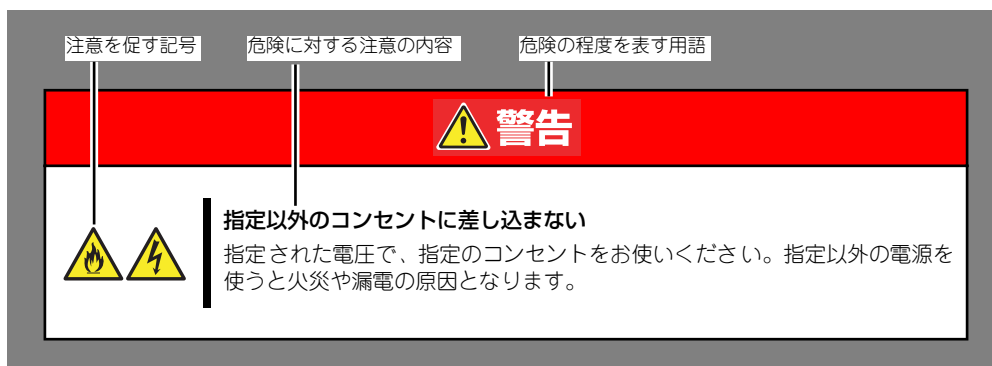 注意を促す記号
危険に対する注意の内容
危険の程度を表す用語
警告
指定以外のコンセントに差し込まない
指定された電圧で、指定のコンセントをお使いください。指定以外の電源を
使うと火災や漏電の原因となります。